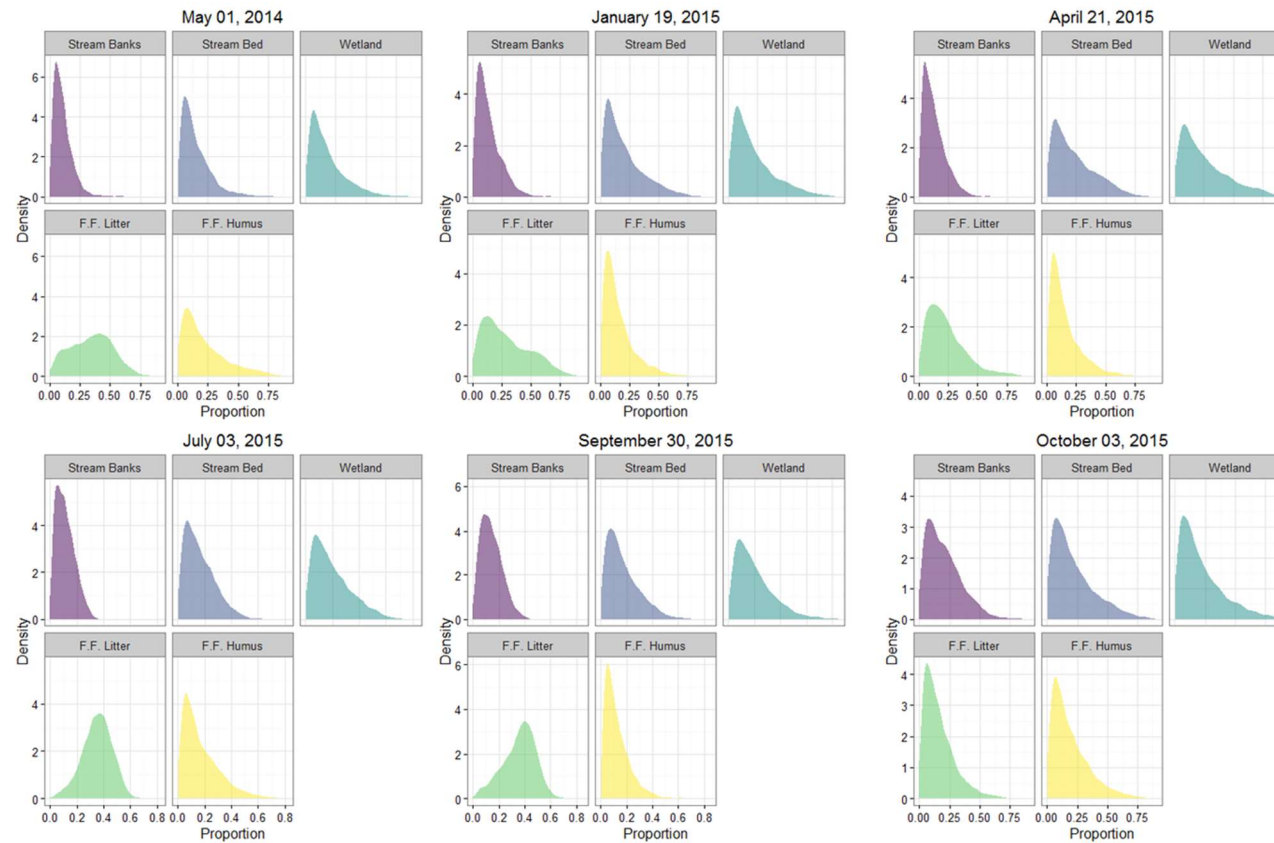 May 01, 2014
Stream Banks Stream Bed Wetland
6
4
2
0
Density
F.F. Litter F.F. Humus
6
4
2
0
0.00 0.25 0.50 0.75 0.00 0.25 0.50 0.75
Proportion
January 19, 2015
Stream Banks Stream Bed Wetland
4
2
0
Density
F.F. Litter F.F. Humus
4
2
0
0.00 0.25 0.50 0.75 0.00 0.25 0.50 0.75
Proportion
April 21, 2015
Stream Banks Stream Bed Wetland
4
2
0
Density
F.F. Litter F.F. Humus
4
2
0
0.00 0.25 0.50 0.75 0.00 0.25 0.50 0.75
Proportion
July 03, 2015
Stream Banks Stream Bed Wetland
4
2
0
Density
F.F. Litter F.F. Humus
4
2
0
0.0 0.2 0.4 0.6 0.8 0.0 0.2 0.4 0.6 0.8
Proportion
September 30, 2015
Stream Banks Stream Bed Wetland
6
4
2
0
Density
F.F. Litter F.F. Humus
6
4
2
0
0.0 0.2 0.4 0.6 0.8 0.0 0.2 0.4 0.6 0.8
Proportion
October 03, 2015
Stream Banks Stream Bed Wetland
4
3
2
1
0
Density
F.F. Litter F.F. Humus
4
3
2
1
0
0.00 0.25 0.50 0.75 0.00 0.25 0.50 0.75
Proportion